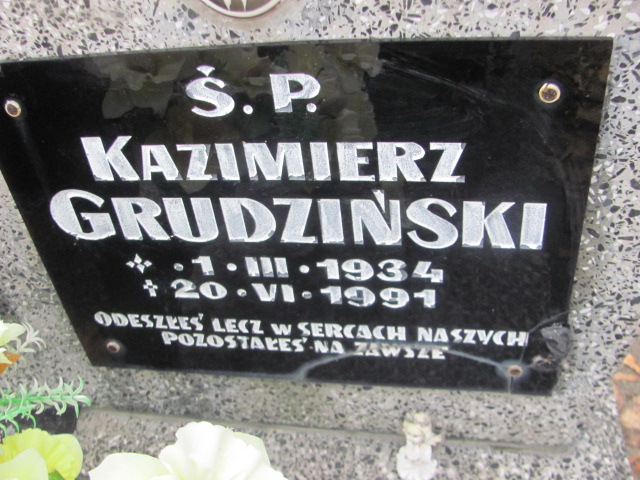 Ś. P.
KAZIMIERZ
GRUDZIŃSKI
· 1 · III · 1934
† 20 · VI · 1991
ODESZŁEŚ LECZ W SERCACH NASZYCH
POZOSTAŁEŚ NA ZAWSZE